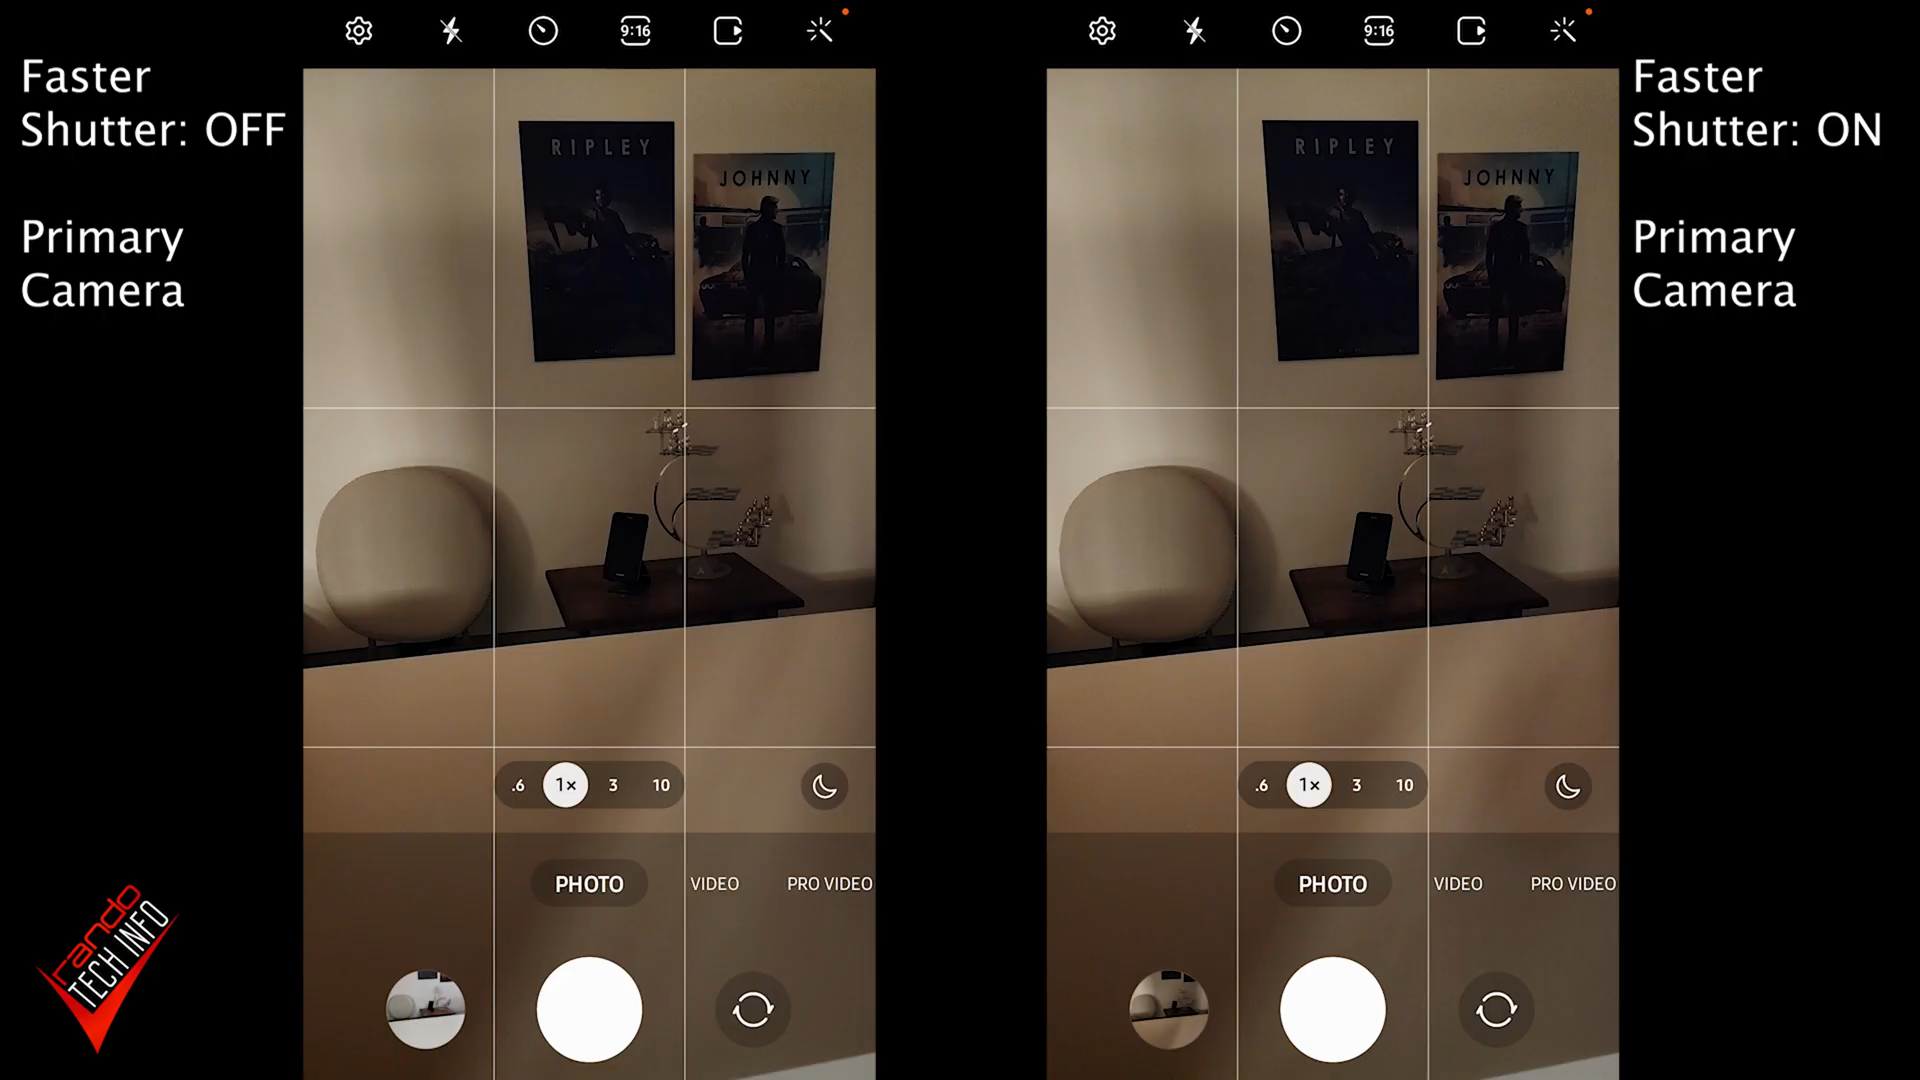 Faster
Shutter: OFF
Primary
Camera
9:16
RIPLEY
JOHNNY
.6 1× 3 10
PHOTO VIDEO PRO VIDEO
rando
TECH INFO
9:16
RIPLEY
JOHNNY
.6 1× 3 10
PHOTO VIDEO PRO VIDEO
Faster
Shutter: ON
Primary
Camera